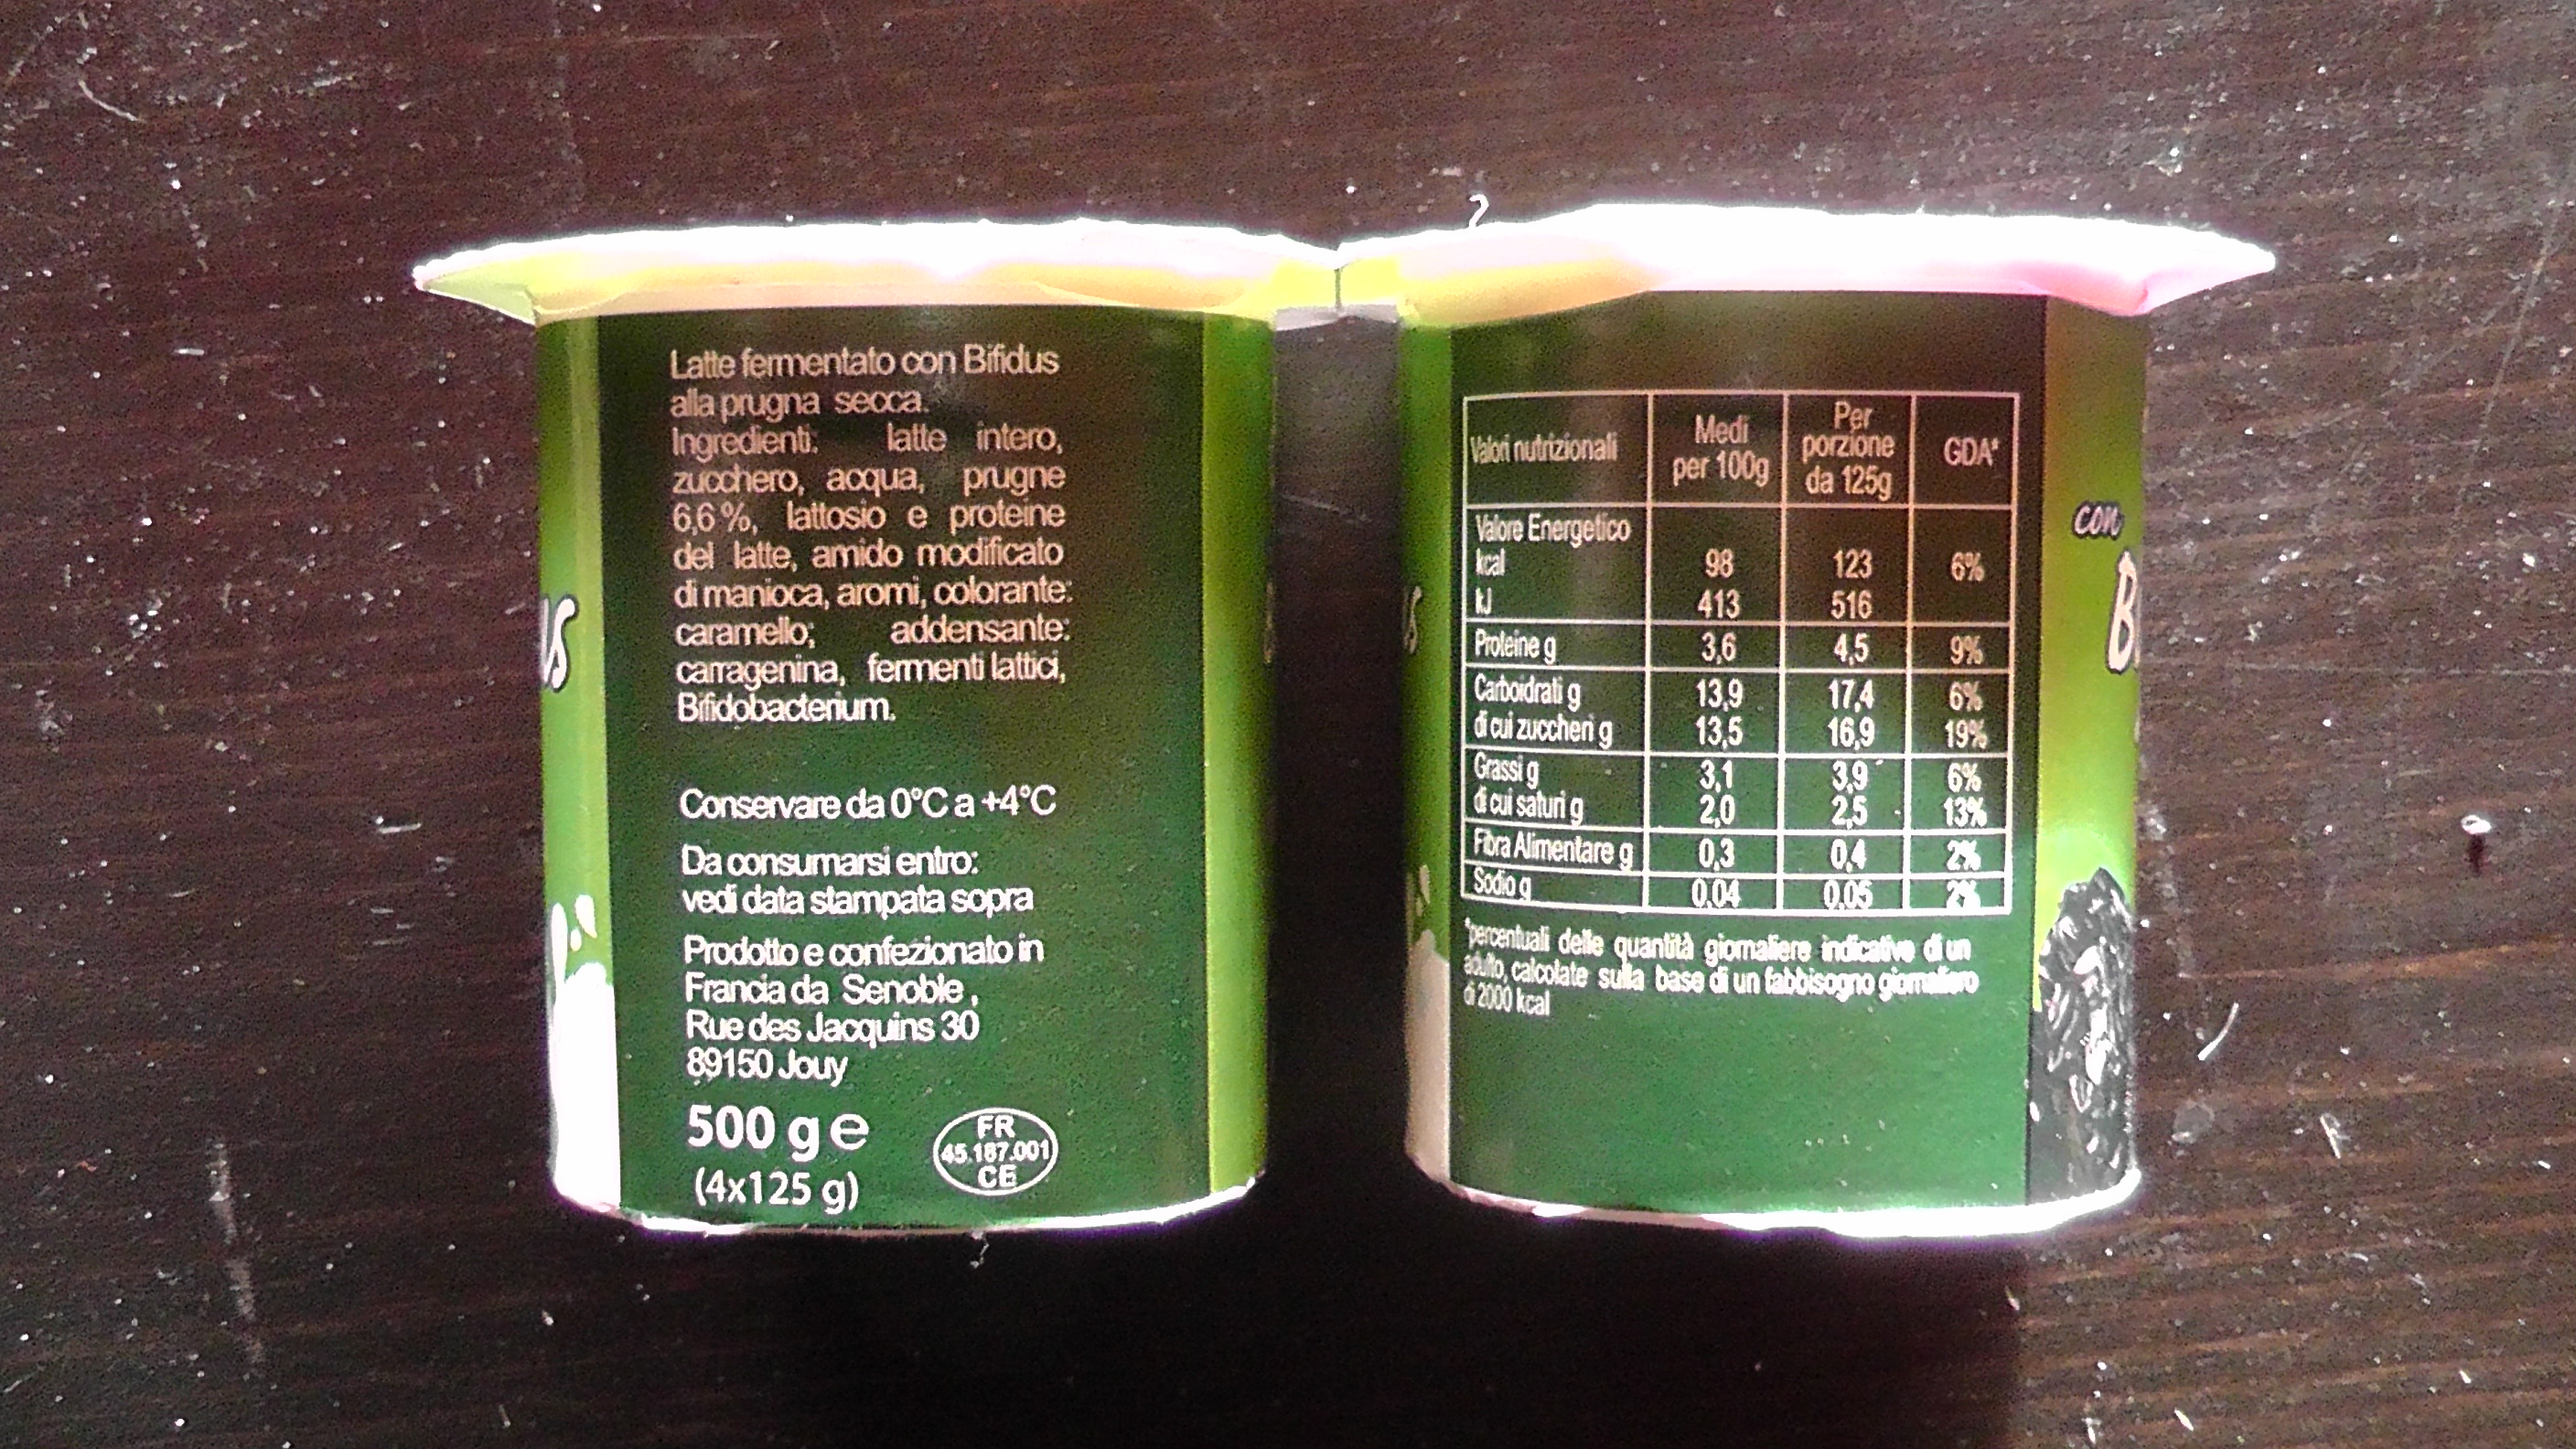 Latte fermentato con Bifidus
alla prugna secca.
Ingredienti: latte intero,
zucchero, acqua, prugne
6,6%, lattosio e proteine
del latte, amido modificato
di manioca, aromi, colorante:
caramello; addensante:
carragenina, fermenti lattici,
Bifidobacterium.
Conservare da 0°C a +4°C
Da consumarsi entro:
vedi data stampata sopra
Prodotto e confezionato in
Francia da Senoble,
Rue des Jacquins 30
89150 Jouy
500 g e
(4x125 g)
FR
45.187.001
CE
Valori nutrizionali Medi per 100g Per porzione da 125g GDA*
Valore Energetico
kcal 98 123 6%
kJ 413 516
Proteine g 3,6 4,5 9%
Carboidrati g 13,9 17,4 6%
di cui zuccheri g 13,5 16,9 19%
Grassi g 3,1 3,9 6%
di cui saturi g 2,0 2,5 13%
Fibra Alimentare g 0,3 0,4 2%
Sodio g 0,04 0,05 2%
*percentuali delle quantità giornaliere indicative di un
adulto, calcolate sulla base di un fabbisogno giornaliero
di 2000 kcal
con